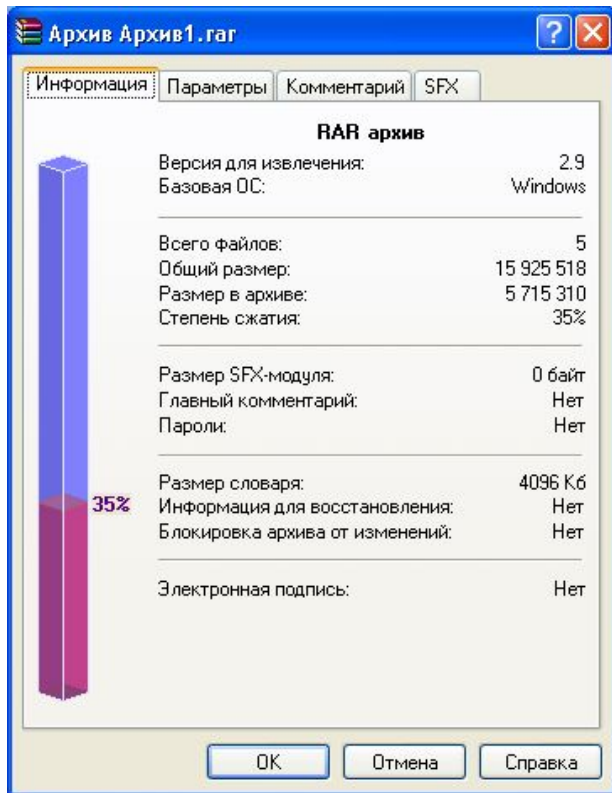 Архив Архив1.rar
Информация Параметры Комментарий SFX
RAR архив
Версия для извлечения: 2.9
Базовая ОС: Windows
Всего файлов: 5
Общий размер: 15 925 518
Размер в архиве: 5 715 310
Степень сжатия: 35%
Размер SFX-модуля: 0 байт
Главный комментарий: Нет
Пароли: Нет
Размер словаря: 4096 Кб
35%
Информация для восстановления: Нет
Блокировка архива от изменений: Нет
Электронная подпись: Нет
OK Отмена Справка